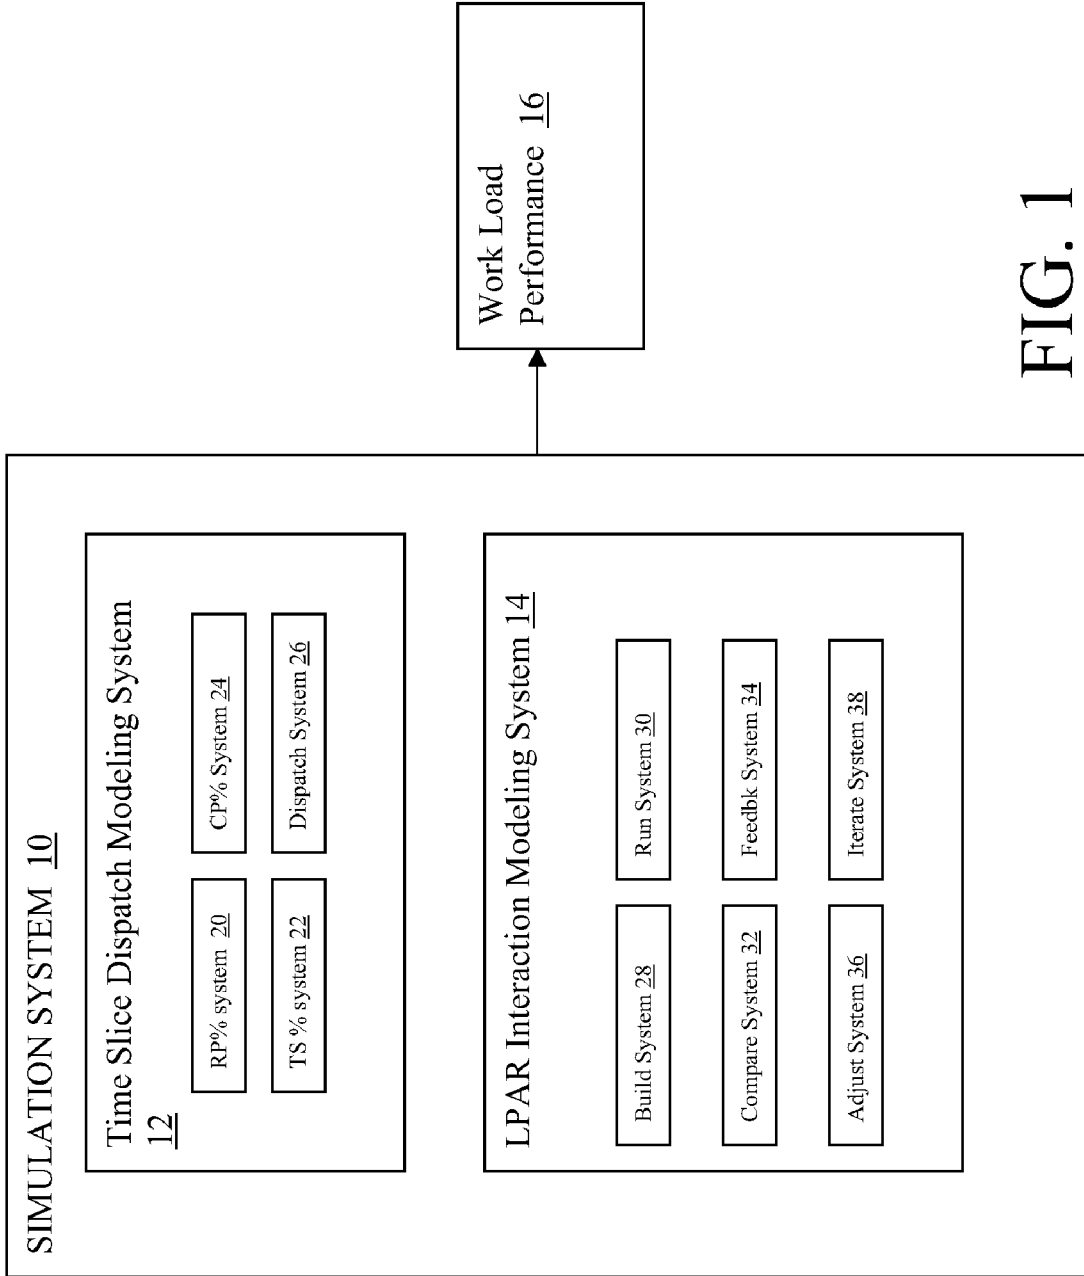 SIMULATION SYSTEM 10
Time Slice Dispatch Modeling System
12
RP% system 20
CP% System 24
TS % system 22
Dispatch System 26
LPAR Interaction Modeling System 14
Build System 28
Run System 30
Compare System 32
Feedbk System 34
Adjust System 36
Iterate System 38
Work Load
Performance 16
FIG. 1